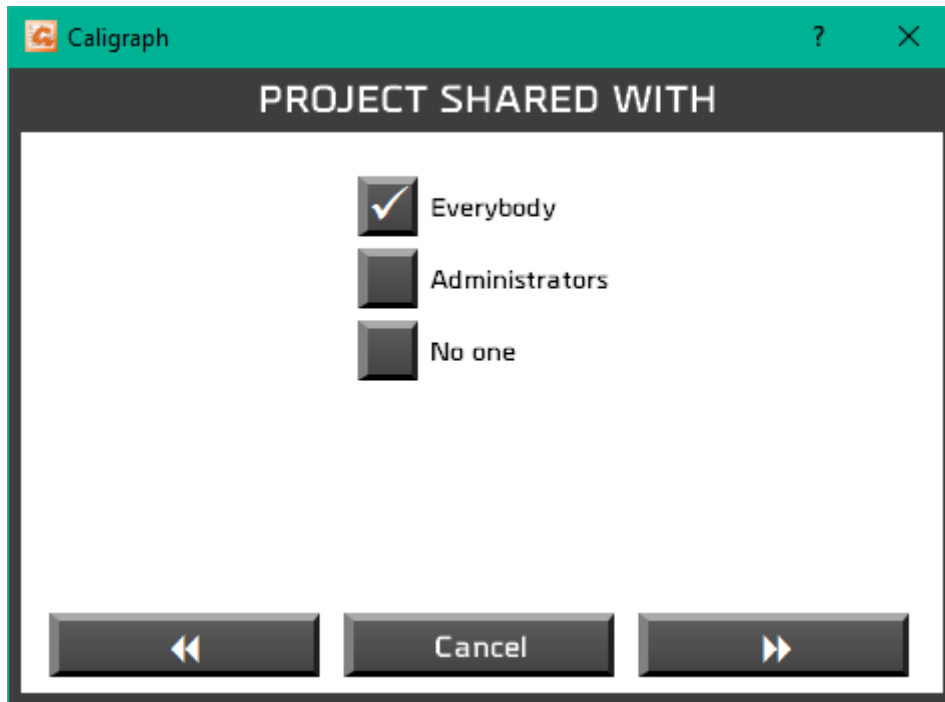 Caligraph ?
PROJECT SHARED WITH
Everybody
Administrators
No one
Cancel